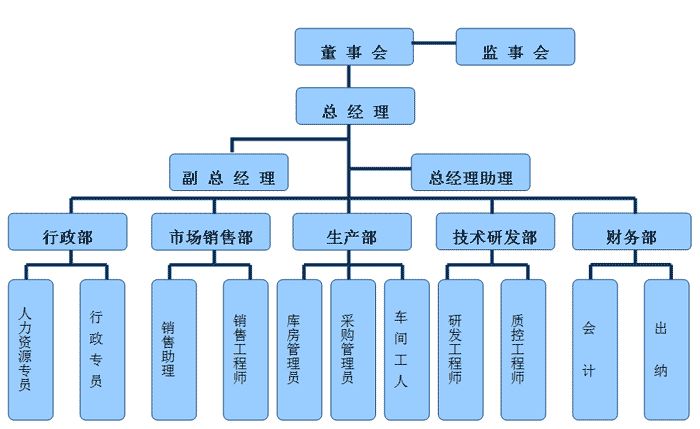 董 事 会
监 事 会
总 经 理
副 总 经 理
总经理助理
行政部
市场销售部
生产部
技术研发部
财务部
人力资源专员
行政专员
销售助理
销售工程师
库房管理员
采购管理员
车间工人
研发工程师
质控工程师
会计
出纳